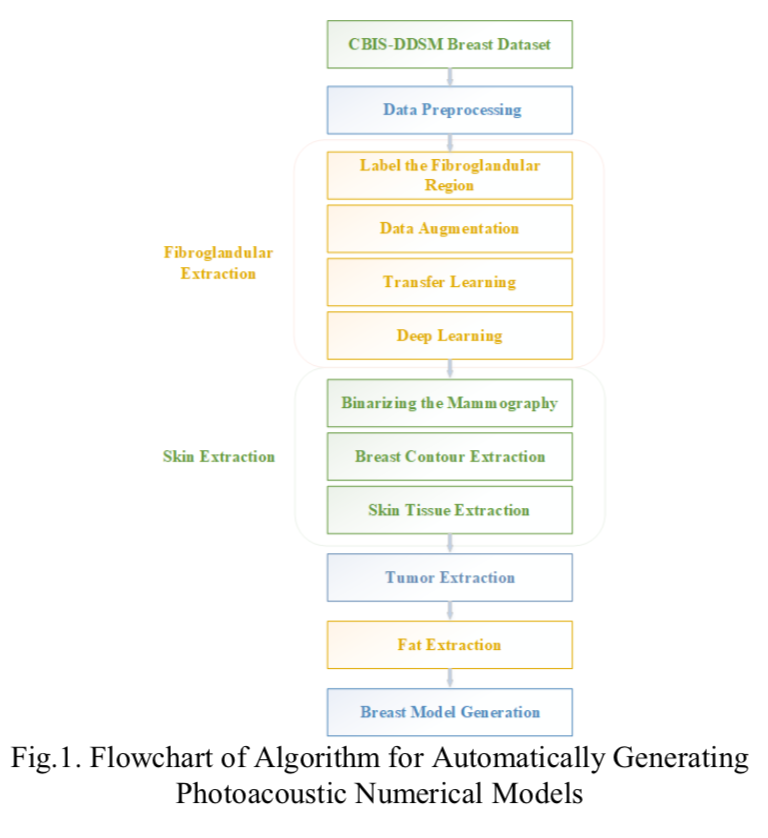 CBIS-DDSM Breast Dataset
Data Preprocessing
Label the Fibroglandular
Region
Data Augmentation
Fibroglandular
Extraction
Transfer Learning
Deep Learning
Binarizing the Mammography
Skin Extraction
Breast Contour Extraction
Skin Tissue Extraction
Tumor Extraction
Fat Extraction
Breast Model Generation
Fig.1. Flowchart of Algorithm for Automatically Generating
Photoacoustic Numerical Models